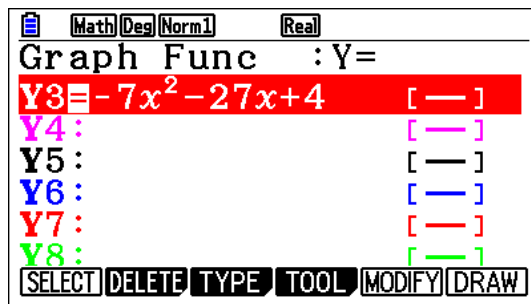 Math Deg Norm1 Real
Graph Func :Y=
Y3=-7x²-27x+4 [—]
Y4: [—]
Y5: [—]
Y6: [—]
Y7: [—]
Y8: [—]
SELECT DELETE TYPE TOOL MODIFY DRAW